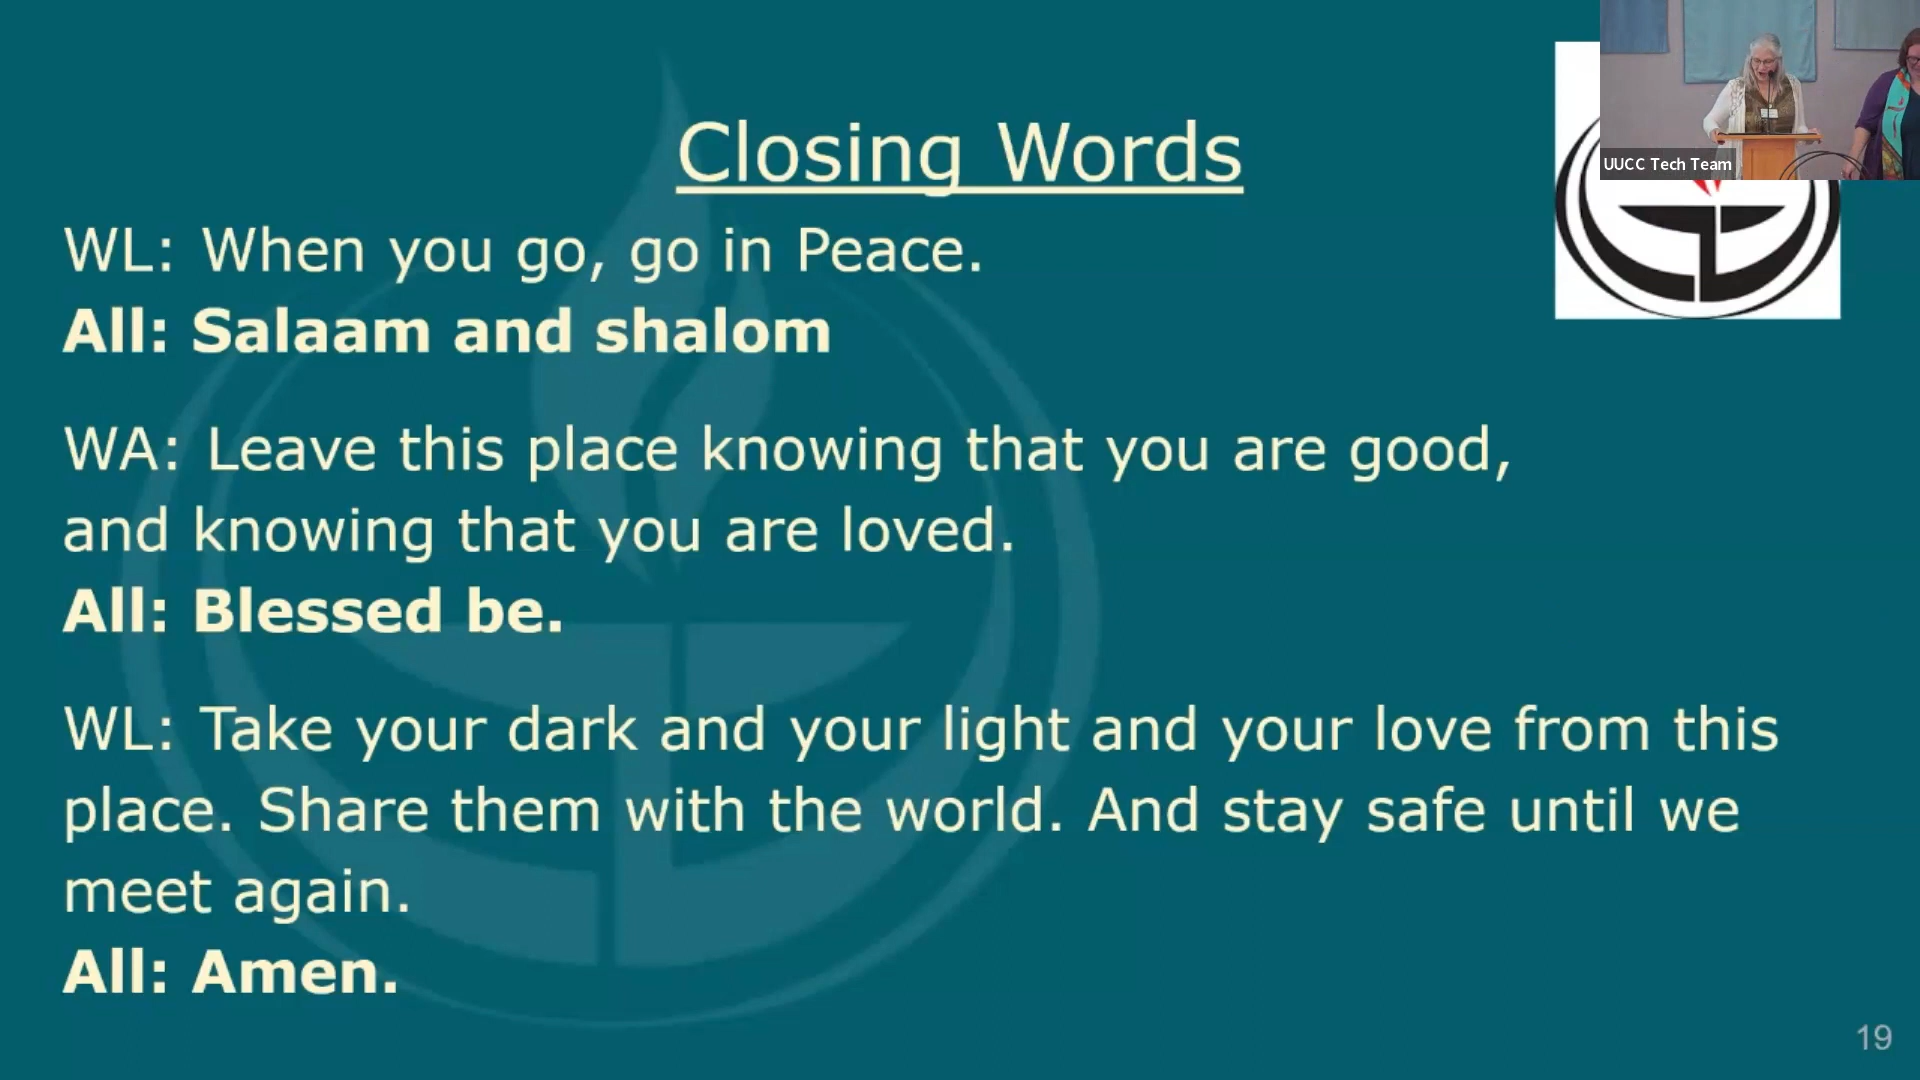 Closing Words
WL: When you go, go in Peace.
All: Salaam and shalom
WA: Leave this place knowing that you are good,
and knowing that you are loved.
All: Blessed be.
WL: Take your dark and your light and your love from this
place. Share them with the world. And stay safe until we
meet again.
All: Amen.
UUCC Tech Team
19